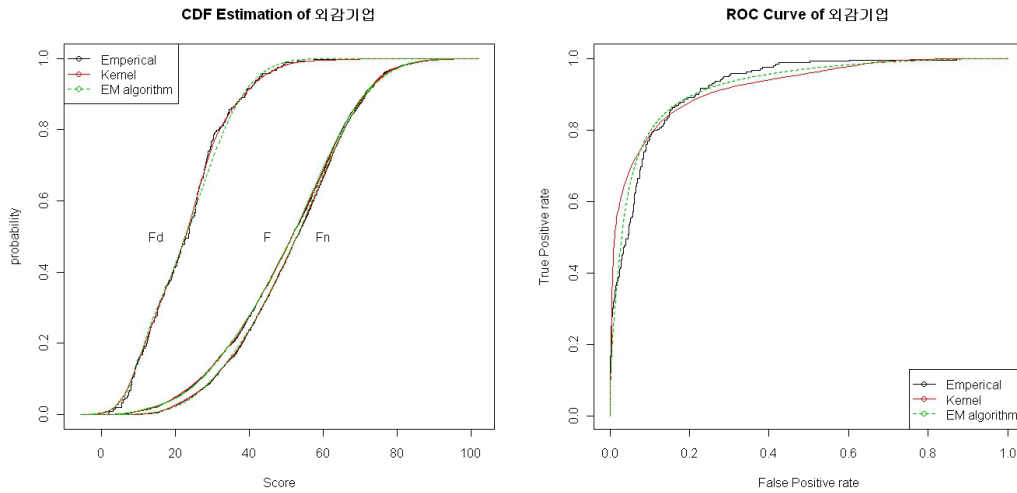 CDF Estimation of 외감기업
Emperical
Kernel
EM algorithm
Fd
F
Fn
probability
0.0
0.2
0.4
0.6
0.8
1.0
0 20 40 60 80 100
Score
ROC Curve of 외감기업
True Positive rate
0.0
0.2
0.4
0.6
0.8
1.0
Emperical
Kernel
EM algorithm
0.0 0.2 0.4 0.6 0.8 1.0
False Positive rate